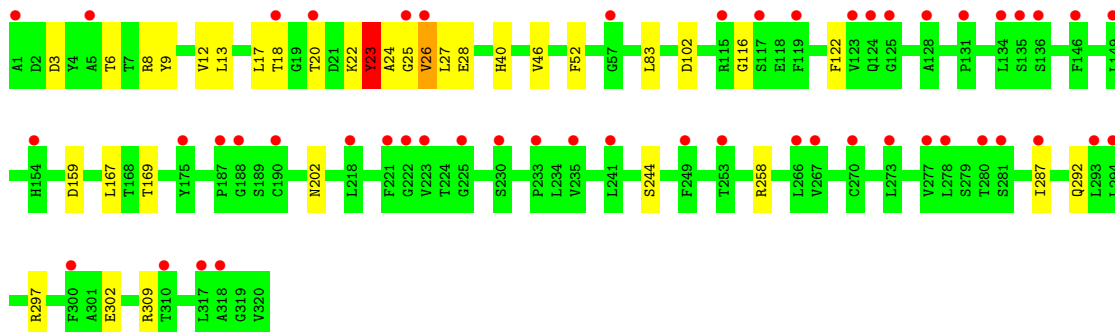 A1 D2 D3 Y4 A5 T6 T7 R8 Y9 V12 L13 L17 T18 G19 T20 D21 K22 Y23 A24 G25 V26 L27 E28 H40 V46 F52 G57 L83 D102 R115 G116 S117 E118 F119 F122 V123 Q124 G125 A128 P131 L134 S135 S136 F146 L149
H154 D159 L167 T168 T169 Y175 P187 G188 S189 C190 N202 L218 F221 G222 V223 T224 G225 S230 P233 L234 V235 L241 S244 F249 T253 R258 L266 V267 C270 L273 V277 L278 S279 T280 S281 I287 Q292 L293
R297 F300 A301 E302 R309 T310 L317 A318 G319 V320